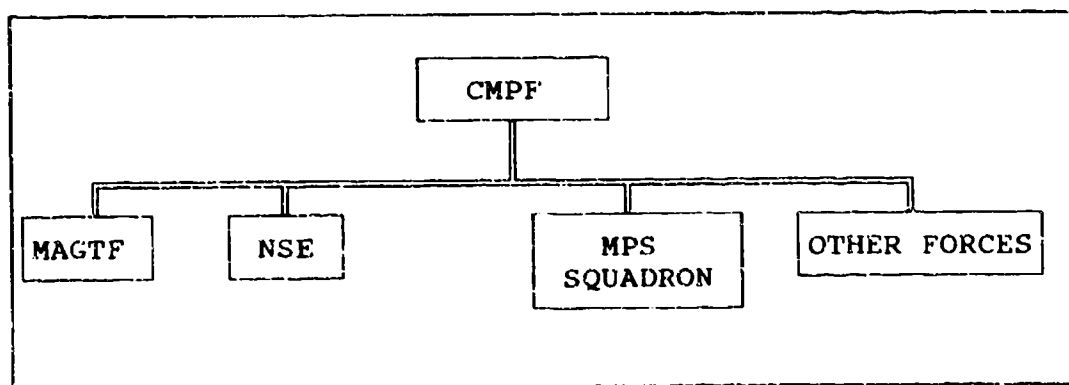 CMPF
MAGTF
NSE
MPS
SQUADRON
OTHER FORCES